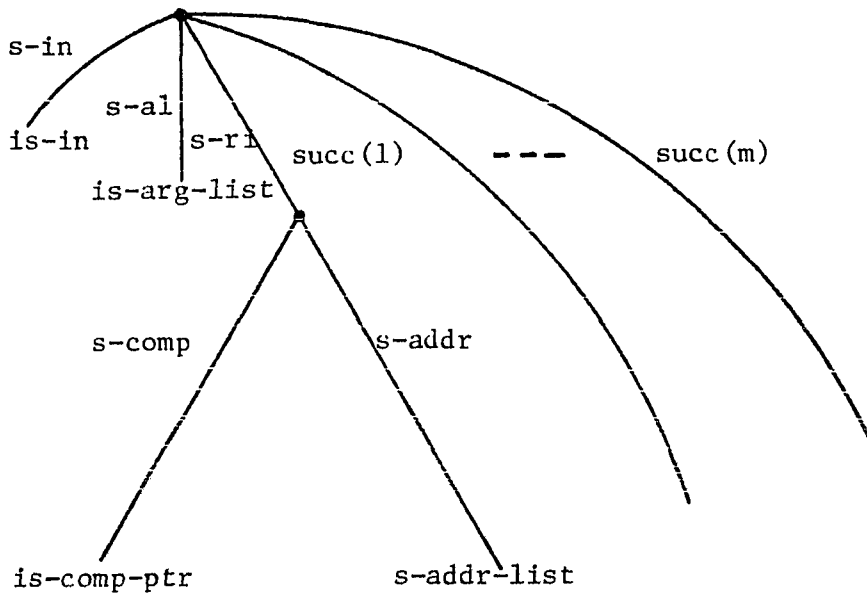 s-in
s-al
is-in
s-ri
succ(1)
succ(m)
is-arg-list
s-comp
s-addr
is-comp-ptr
s-addr-list